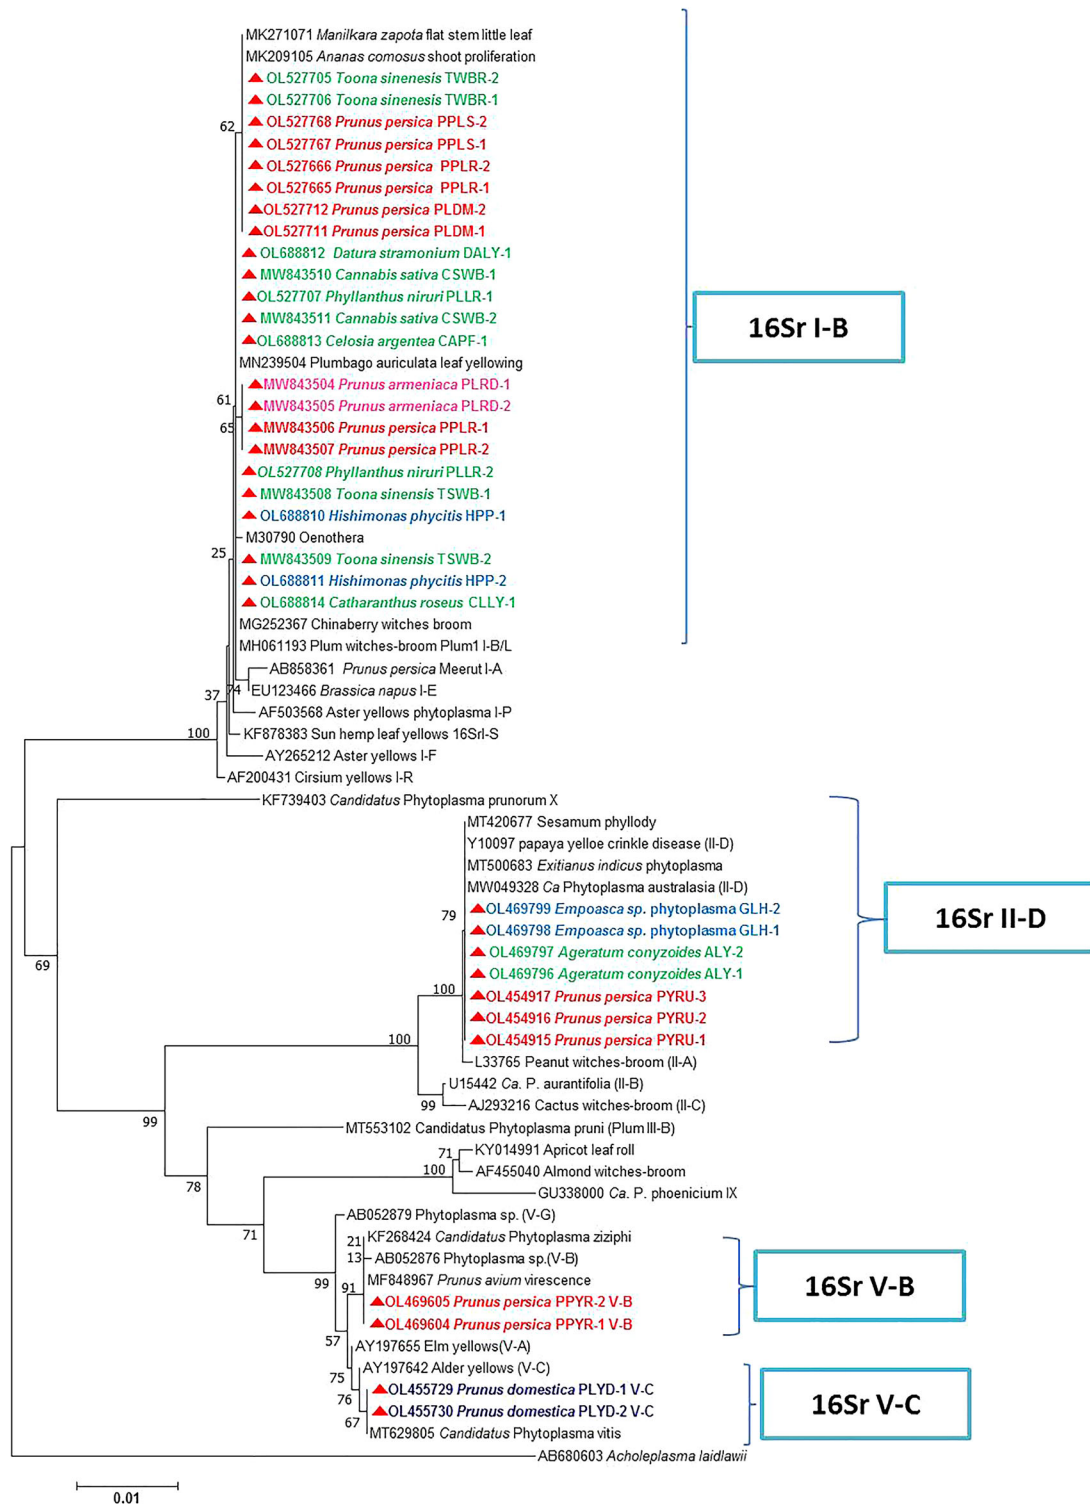 MK271071 Manilkara zapota flat stem little leaf
MK209105 Ananas comosus shoot proliferation
OL527705 Toona sinenesis TWBR-2
OL527706 Toona sinenesis TWBR-1
62
OL527768 Prunus persica PPLS-2
OL527767 Prunus persica PPLS-1
OL527666 Prunus persica PPLR-2
OL527665 Prunus persica PPLR-1
OL527712 Prunus persica PLDM-2
OL527711 Prunus persica PLDM-1
OL688812 Datura stramonium DALY-1
MW843510 Cannabis sativa CSWB-1
OL527707 Phyllanthus niruri PLLR-1
MW843511 Cannabis sativa CSWB-2
16Sr I-B
OL688813 Celosia argentea CAPF-1
MN239504 Plumbago auriculata leaf yellowing
MW843504 Prunus armeniaca PLRD-1
61
MW843505 Prunus armeniaca PLRD-2
65
MW843506 Prunus persica PPLR-1
MW843507 Prunus persica PPLR-2
OL527708 Phyllanthus niruri PLLR-2
MW843508 Toona sinensis TSWB-1
OL688810 Hishimonas phycitis HPP-1
M30790 Oenothera
25
MW843509 Toona sinensis TSWB-2
OL688811 Hishimonas phycitis HPP-2
OL688814 Catharanthus roseus CLLY-1
MG252367 Chinaberry witches broom
MH061193 Plum witches-broom Plum1 I-B/L
AB858361 Prunus persica Meerut I-A
37 74
EU123466 Brassica napus I-E
AF503568 Aster yellows phytoplasma I-P
100
KF878383 Sun hemp leaf yellows 16SrI-S
AY265212 Aster yellows I-F
AF200431 Cirsium yellows I-R
KF739403 Candidatus Phytoplasma prunorum X
MT420677 Sesamum phyllody
Y10097 papaya yelloe crinkle disease (II-D)
MT500683 Exitianus indicus phytoplasma
MW049328 Ca Phytoplasma australasia (II-D)
79
OL469799 Empoasca sp. phytoplasma GLH-2
16Sr II-D
OL469798 Empoasca sp. phytoplasma GLH-1
OL469797 Ageratum conyzoides ALY-2
69
OL469796 Ageratum conyzoides ALY-1
100
OL454917 Prunus persica PYRU-3
OL454916 Prunus persica PYRU-2
100
OL454915 Prunus persica PYRU-1
L33765 Peanut witches-broom (II-A)
U15442 Ca. P. aurantifolia (II-B)
99
AJ293216 Cactus witches-broom (II-C)
99
MT553102 Candidatus Phytoplasma pruni (Plum III-B)
71
KY014991 Apricot leaf roll
100
AF455040 Almond witches-broom
78
GU338000 Ca. P. phoenicium IX
AB052879 Phytoplasma sp. (V-G)
71
21
KF268424 Candidatus Phytoplasma ziziphi
13
AB052876 Phytoplasma sp.(V-B)
99
MF848967 Prunus avium virescence
91
16Sr V-B
OL469605 Prunus persica PPYR-2 V-B
OL469604 Prunus persica PPYR-1 V-B
57
AY197655 Elm yellows(V-A)
AY197642 Alder yellows (V-C)
75
OL455729 Prunus domestica PLYD-1 V-C
76
16Sr V-C
OL455730 Prunus domestica PLYD-2 V-C
67
MT629805 Candidatus Phytoplasma vitis
AB680603 Acholeplasma laidlawii
0.01